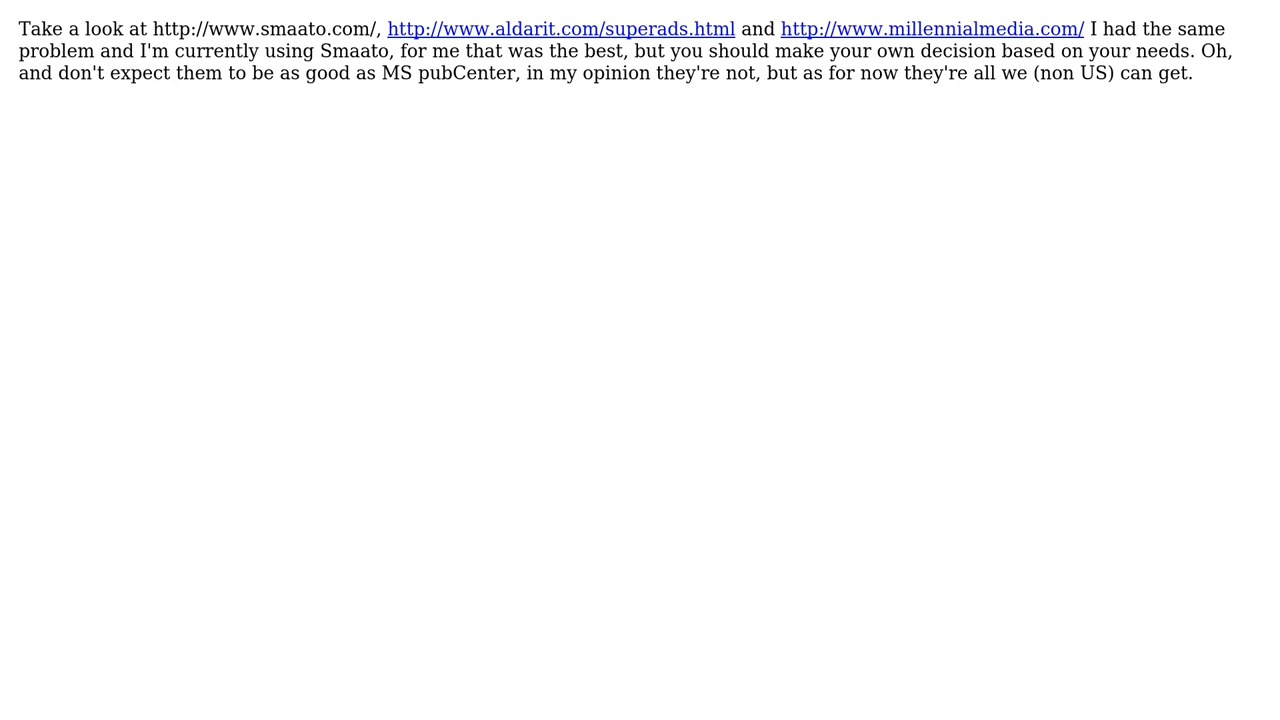 Take a look at http://www.smaato.com/, http://www.aldarit.com/superads.html and http://www.millennialmedia.com/ I had the same
problem and I'm currently using Smaato, for me that was the best, but you should make your own decision based on your needs. Oh,
and don't expect them to be as good as MS pubCenter, in my opinion they're not, but as for now they're all we (non US) can get.